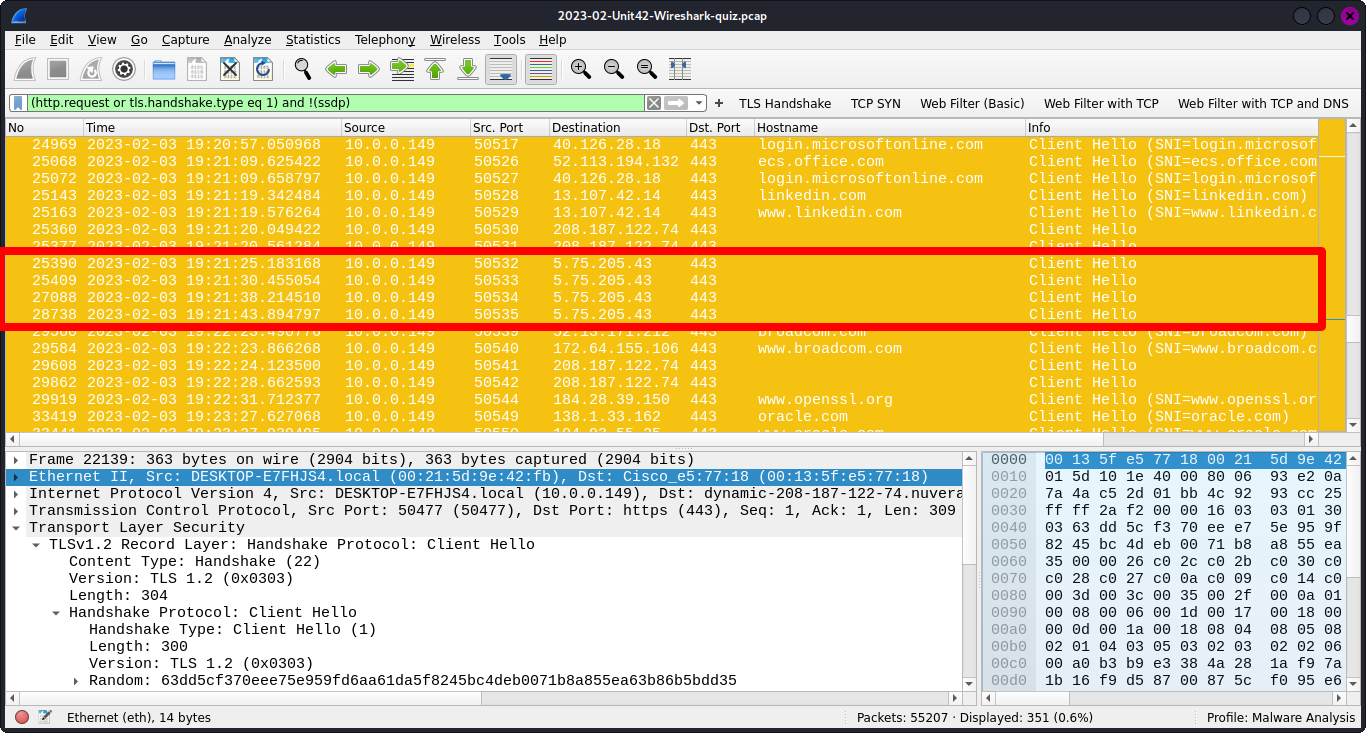 2023-02-Unit42-Wireshark-quiz.pcap
File Edit View Go Capture Analyze Statistics Telephony Wireless Tools Help
(http.request or tls.handshake.type eq 1) and !(ssdp) + TLS Handshake TCP SYN Web Filter (Basic) Web Filter with TCP Web Filter with TCP and DNS
No Time Source Src. Port Destination Dst. Port Hostname Info
24969 2023-02-03 19:20:57.050968 10.0.0.149 50517 40.126.28.18 443 login.microsoftonline.com Client Hello (SNI=login.microsof
25068 2023-02-03 19:21:09.625422 10.0.0.149 50526 52.113.194.132 443 ecs.office.com Client Hello (SNI=ecs.office.com
25072 2023-02-03 19:21:09.658797 10.0.0.149 50527 40.126.28.18 443 login.microsoftonline.com Client Hello (SNI=login.microsof
25143 2023-02-03 19:21:19.342484 10.0.0.149 50528 13.107.42.14 443 linkedin.com Client Hello (SNI=linkedin.com)
25163 2023-02-03 19:21:19.576264 10.0.0.149 50529 13.107.42.14 443 www.linkedin.com Client Hello (SNI=www.linkedin.c
25360 2023-02-03 19:21:20.049422 10.0.0.149 50530 208.187.122.74 443 Client Hello
25377 2023-02-03 19:21:20.561284 10.0.0.149 50531 208.187.122.74 443 Client Hello
25390 2023-02-03 19:21:25.183168 10.0.0.149 50532 5.75.205.43 443 Client Hello
25409 2023-02-03 19:21:30.455054 10.0.0.149 50533 5.75.205.43 443 Client Hello
27088 2023-02-03 19:21:38.214510 10.0.0.149 50534 5.75.205.43 443 Client Hello
28738 2023-02-03 19:21:43.894797 10.0.0.149 50535 5.75.205.43 443 Client Hello
2023-02-03 10.0.0.149 50539 443 broadcom.com Client Hello (SNI=broadcom.com)
29584 2023-02-03 19:22:23.866268 10.0.0.149 50540 172.64.155.106 443 www.broadcom.com Client Hello (SNI=www.broadcom.c
29608 2023-02-03 19:22:24.123500 10.0.0.149 50541 208.187.122.74 443 Client Hello
29862 2023-02-03 19:22:28.662593 10.0.0.149 50542 208.187.122.74 443 Client Hello
29919 2023-02-03 19:22:31.712377 10.0.0.149 50544 184.28.39.150 443 www.openssl.org Client Hello (SNI=www.openssl.or
33419 2023-02-03 19:23:27.627068 10.0.0.149 50549 138.1.33.162 443 oracle.com Client Hello (SNI=oracle.com)
Frame 22139: 363 bytes on wire (2904 bits), 363 bytes captured (2904 bits)
Ethernet II, Src: DESKTOP-E7FHJS4.local (00:21:5d:9e:42:fb), Dst: Cisco_e5:77:18 (00:13:5f:e5:77:18)
Internet Protocol Version 4, Src: DESKTOP-E7FHJS4.local (10.0.0.149), Dst: dynamic-208-187-122-74.nuvera
Transmission Control Protocol, Src Port: 50477 (50477), Dst Port: https (443), Seq: 1, Ack: 1, Len: 309
Transport Layer Security
TLSv1.2 Record Layer: Handshake Protocol: Client Hello
Content Type: Handshake (22)
Version: TLS 1.2 (0x0303)
Length: 304
Handshake Protocol: Client Hello
Handshake Type: Client Hello (1)
Length: 300
Version: TLS 1.2 (0x0303)
Random: 63dd5cf370eee75e959fd6aa61da5f8245bc4deb0071b8a855ea63b86b5bdd35
0000 00 13 5f e5 77 18 00 21 5d 9e 42
0010 01 5d 10 1e 40 00 80 06 93 e2 0a
0020 7a 4a c5 2d 01 bb 4c 92 93 cc 25
0030 ff ff 2a f2 00 00 16 03 03 01 30
0040 03 63 dd 5c f3 70 ee e7 5e 95 9f
0050 82 45 bc 4d eb 00 71 b8 a8 55 ea
0060 35 00 00 26 c0 2c c0 2b c0 30 c0
0070 c0 28 c0 27 c0 0a c0 09 c0 14 c0
0080 00 3d 00 3c 00 35 00 2f 00 0a 01
0090 00 08 00 06 00 1d 00 17 00 18 00
00a0 00 0d 00 1a 00 18 08 04 08 05 08
00b0 02 01 04 03 05 03 02 03 02 02 06
00c0 00 a0 b3 b9 e3 38 4a 28 1a f9 7a
00d0 1b 16 f9 d5 87 00 87 5c f0 95 e6
Ethernet (eth), 14 bytes Packets: 55207 · Displayed: 351 (0.6%) Profile: Malware Analysis